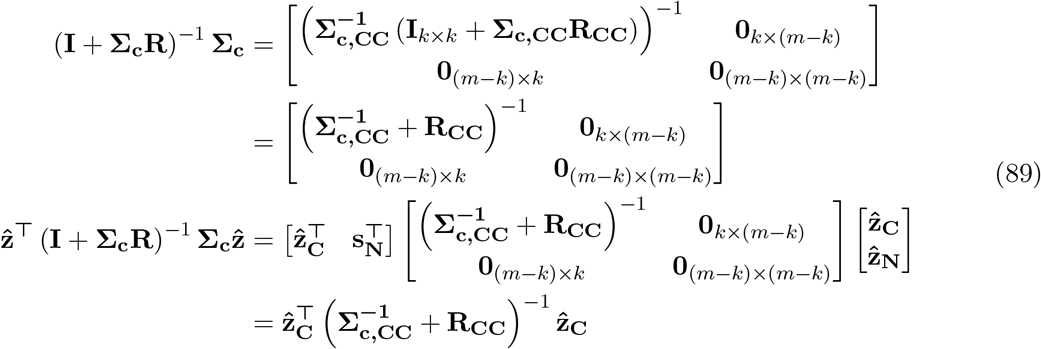 (I + Σ_c R)^{-1} Σ_c = [ (Σ_{c,CC}^{-1} (I_{k×k} + Σ_{c,CC} R_{CC}))^{-1}   0_{k×(m−k)} ; 0_{(m−k)×k}   0_{(m−k)×(m−k)} ]
= [ (Σ_{c,CC}^{-1} + R_{CC})^{-1}   0_{k×(m−k)} ; 0_{(m−k)×k}   0_{(m−k)×(m−k)} ]
(89)
ẑ^⊤ (I + Σ_c R)^{-1} Σ_c ẑ = [ ẑ_C^⊤   s_N^⊤ ] [ (Σ_{c,CC}^{-1} + R_{CC})^{-1}   0_{k×(m−k)} ; 0_{(m−k)×k}   0_{(m−k)×(m−k)} ] [ ẑ_C ; ẑ_N ]
= ẑ_C^⊤ (Σ_{c,CC}^{-1} + R_{CC})^{-1} ẑ_C